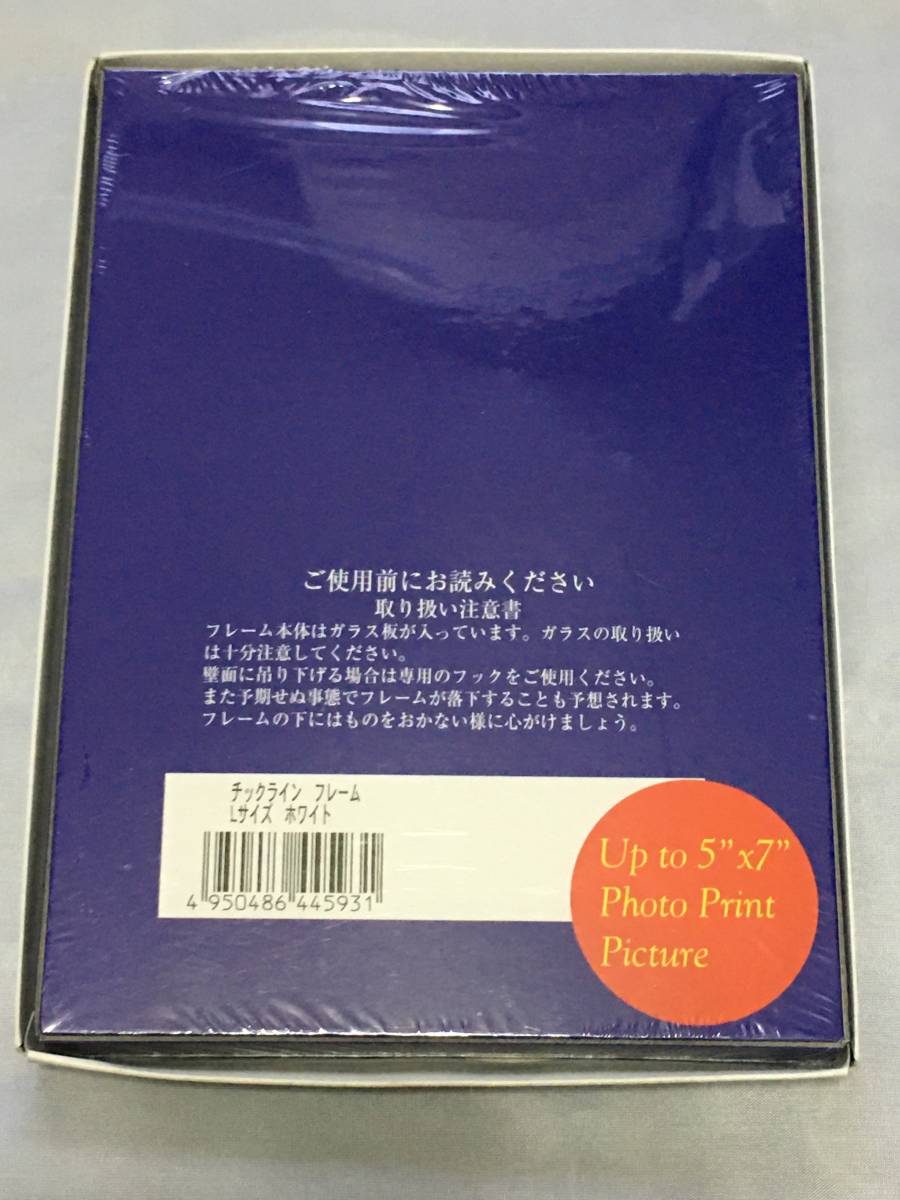 ご使用前にお読みください
取り扱い注意書
フレーム本体はガラス板が入っています。ガラスの取り扱い
は十分注意してください。
壁面に吊り下げる場合は専用のフックをご使用ください。
また予期せぬ事態でフレームが落下することも予想されます。
フレームの下にはものをおかない様に心がけましょう。
チックライン フレーム
Lサイズ ホワイト
4 950486 445931
Up to 5”x7”
Photo Print
Picture